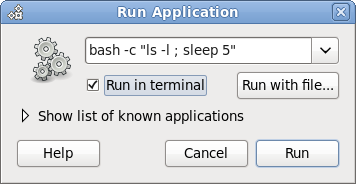 Run Application
bash -c "ls -l ; sleep 5"
Run in terminal
Run with file...
Show list of known applications
Help
Cancel
Run